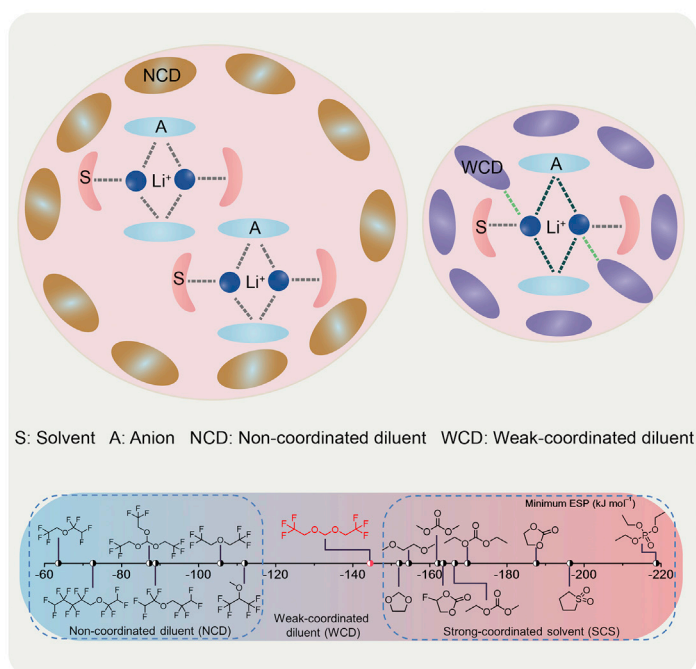 NCD
A
S
Li⁺
A
S
Li⁺
WCD
A
S
Li⁺
S: Solvent A: Anion NCD: Non-coordinated diluent WCD: Weak-coordinated diluent
Minimum ESP (kJ mol⁻¹)
-60 -80 -100 -120 -140 -160 -180 -200 -220
Non-coordinated diluent (NCD)
Weak-coordinated
diluent (WCD)
Strong-coordinated solvent (SCS)